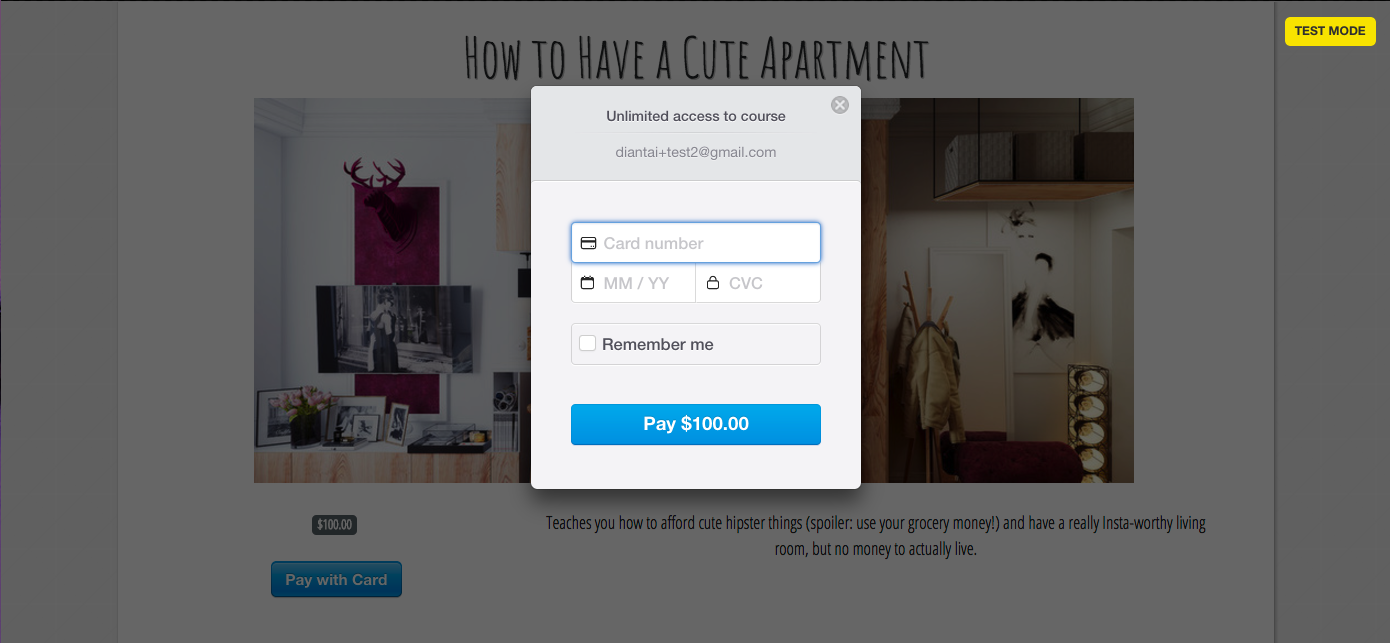 TEST MODE
How to Have a Cute Apartment
Unlimited access to course
diantai+test2@gmail.com
Card number
MM / YY
CVC
Remember me
Pay $100.00
$100.00
Pay with Card
Teaches you how to afford cute hipster things (spoiler: use your grocery money!) and have a really Insta-worthy living
room, but no money to actually live.